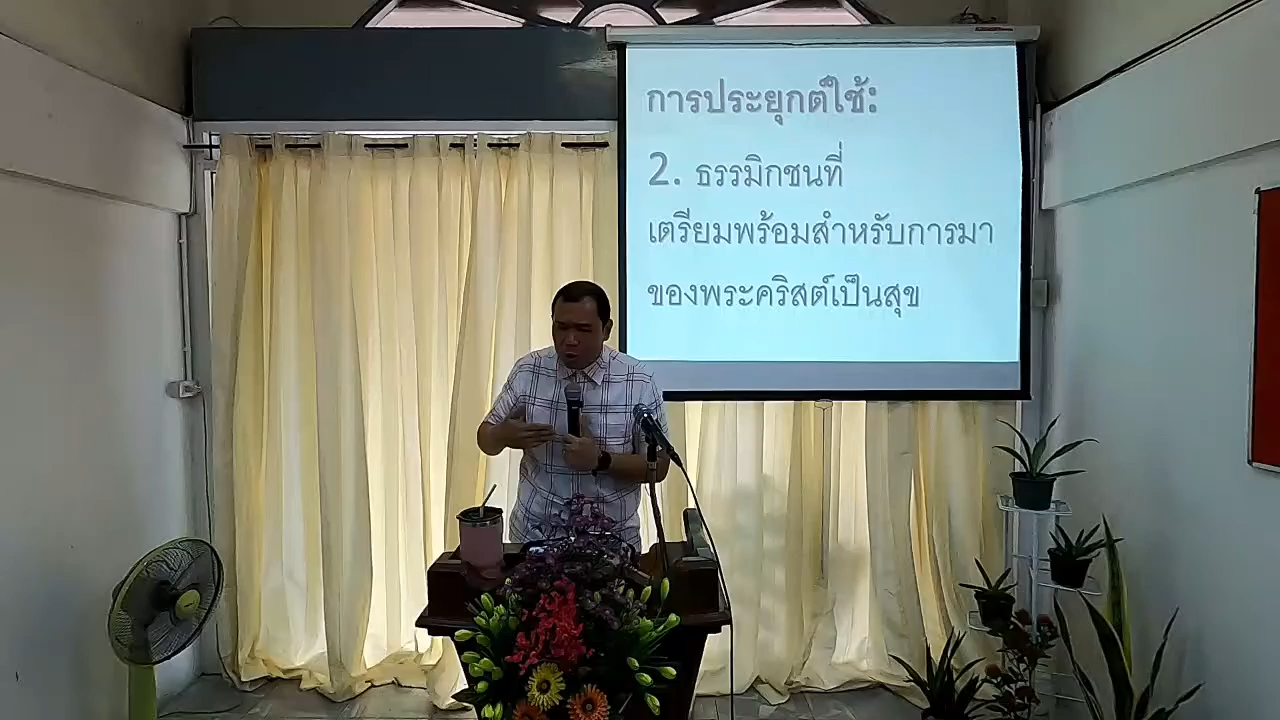 การประยุกต์ใช้:
2. ธรรมิกชนที่
เตรียมพร้อมสำหรับการมา
ของพระคริสต์เป็นสุข